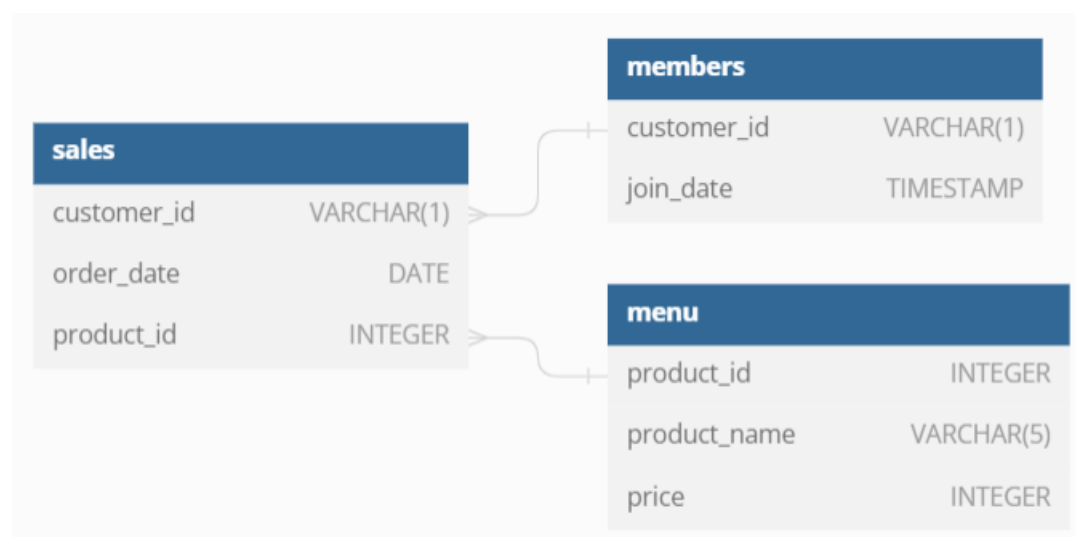 sales
customer_id VARCHAR(1)
order_date DATE
product_id INTEGER
members
customer_id VARCHAR(1)
join_date TIMESTAMP
menu
product_id INTEGER
product_name VARCHAR(5)
price INTEGER